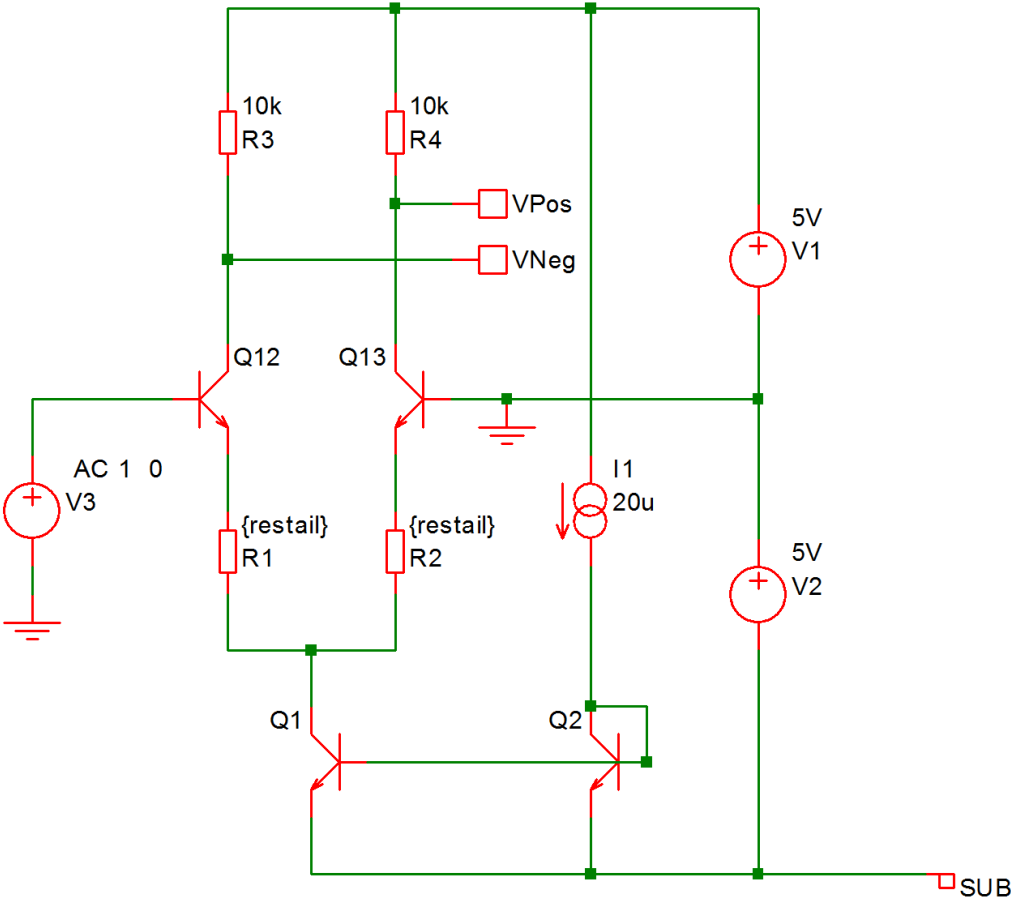 10k
R3
10k
R4
VPos
5V
V1
VNeg
Q12
Q13
AC 1 0
V3
I1
20u
{restail}
R1
{restail}
R2
5V
V2
Q1
Q2
SUB